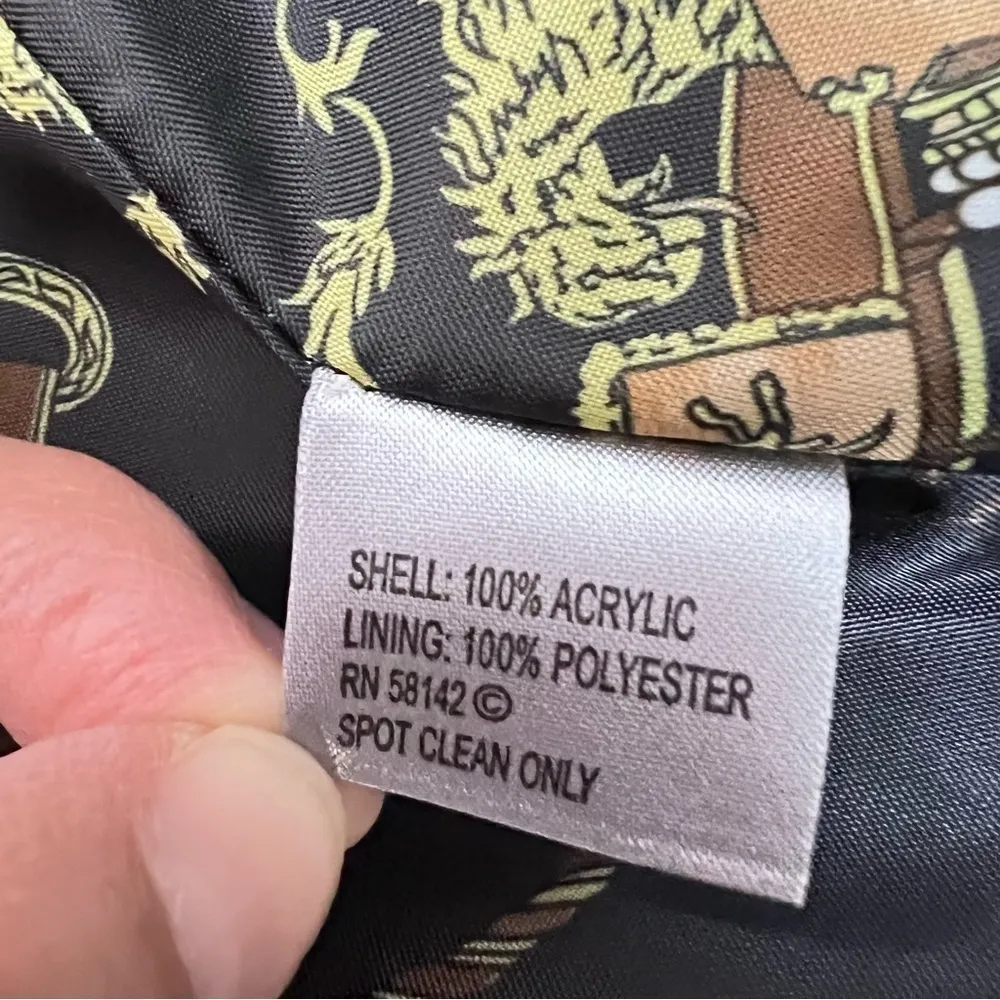 SHELL: 100% ACRYLIC
LINING: 100% POLYESTER
RN 58142 ©
SPOT CLEAN ONLY